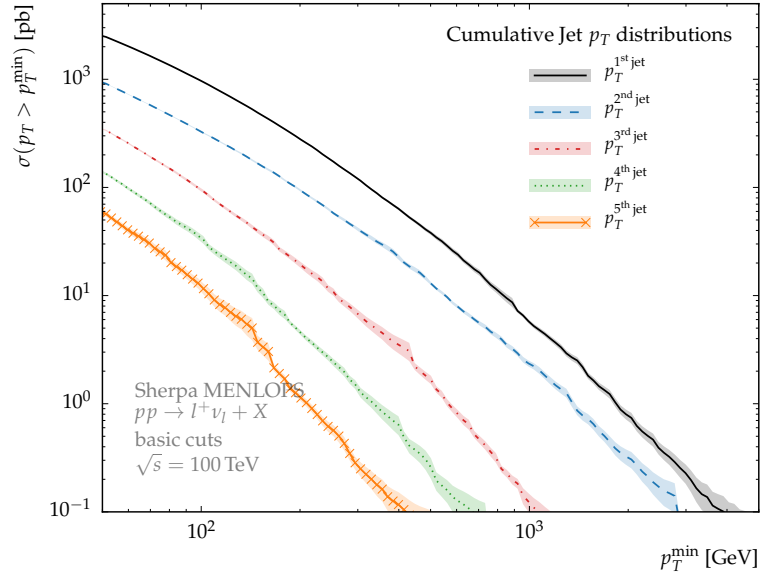 σ(p_T > p_T^min) [pb]
10^3
10^2
10^1
10^0
10^−1
Cumulative Jet p_T distributions
p_T^1st jet
p_T^2nd jet
p_T^3rd jet
p_T^4th jet
p_T^5th jet
Sherpa MENLOPS
pp → l^+ ν_l + X
basic cuts
√s = 100 TeV
10^2
10^3
p_T^min [GeV]